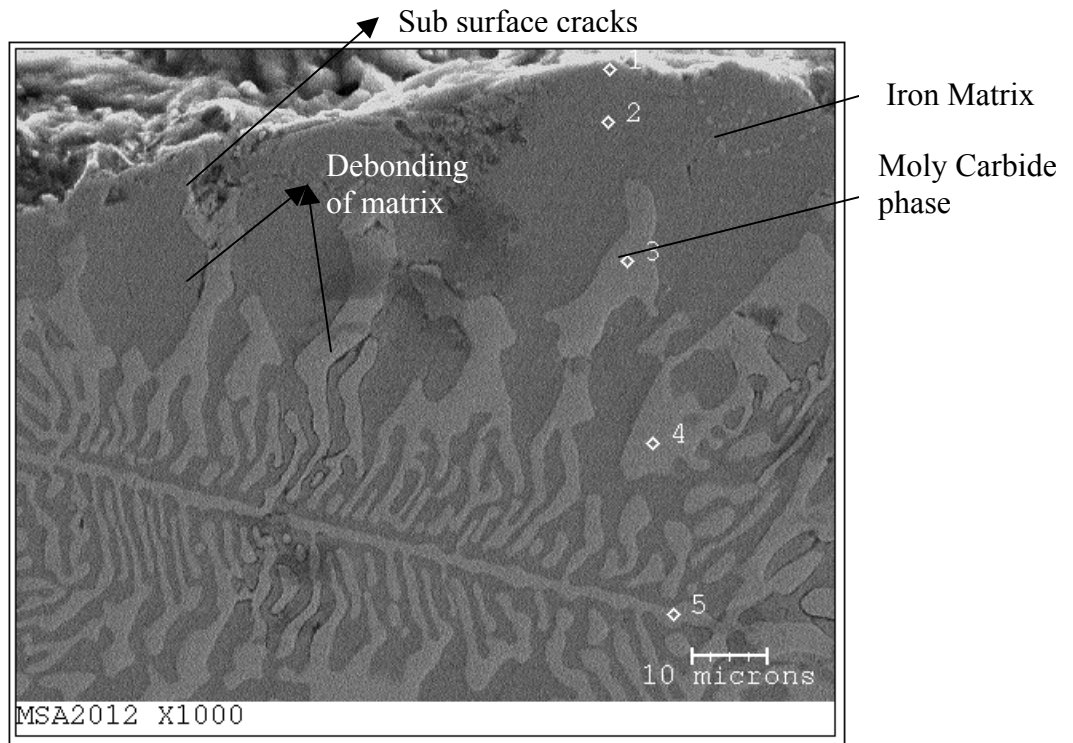 Sub surface cracks
1
2
Iron Matrix
Debonding
of matrix
Moly Carbide
phase
3
4
5
10 microns
MSA2012 X1000